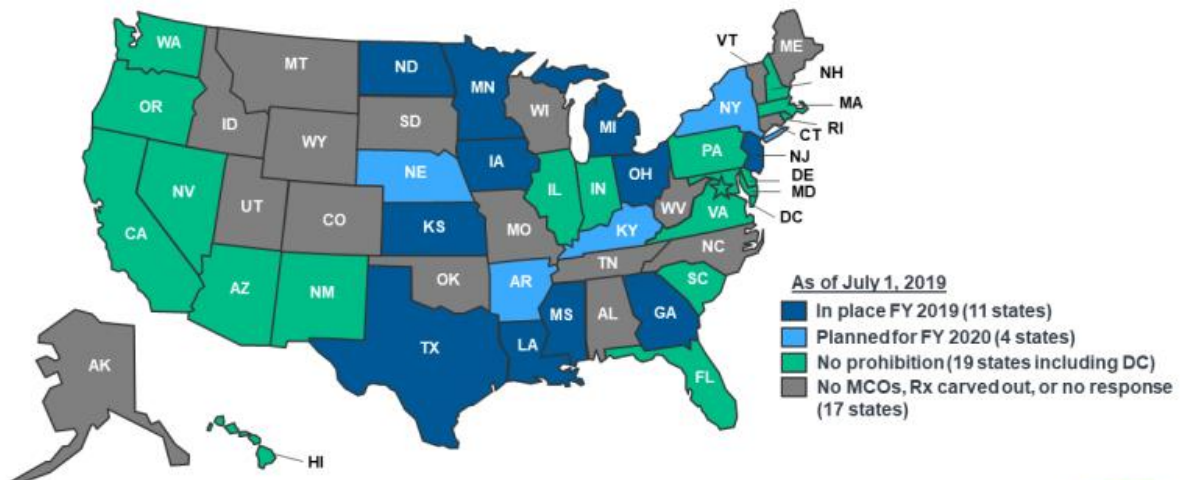 WA
MT
ND
MN
VT
ME
NH
OR
ID
SD
WI
MI
NY
MA
WY
RI
CT
NE
IA
PA
NJ
NV
UT
CO
IL
IN
OH
DE
MD
CA
KS
MO
WV
VA
DC
KY
NC
AZ
NM
OK
AR
TN
SC
MS
AL
GA
TX
LA
FL
AK
HI
As of July 1, 2019
In place FY 2019 (11 states)
Planned for FY 2020 (4 states)
No prohibition (19 states including DC)
No MCOs, Rx carved out, or no response
(17 states)